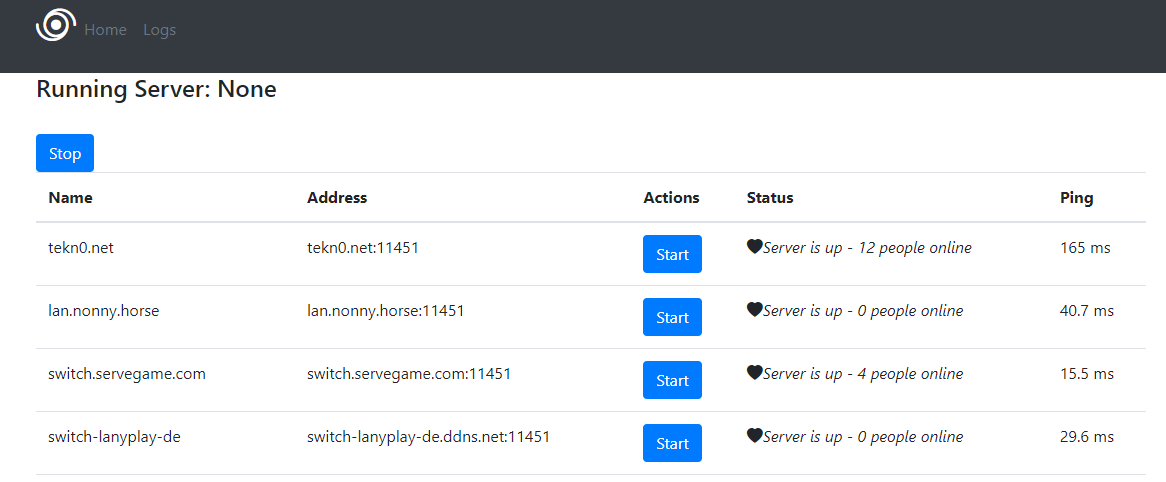 Home Logs
Running Server: None
Stop
Name Address Actions Status Ping
tekn0.net tekn0.net:11451 Start Server is up - 12 people online 165 ms
lan.nonny.horse lan.nonny.horse:11451 Start Server is up - 0 people online 40.7 ms
switch.servegame.com switch.servegame.com:11451 Start Server is up - 4 people online 15.5 ms
switch-lanyplay-de switch-lanyplay-de.ddns.net:11451 Start Server is up - 0 people online 29.6 ms